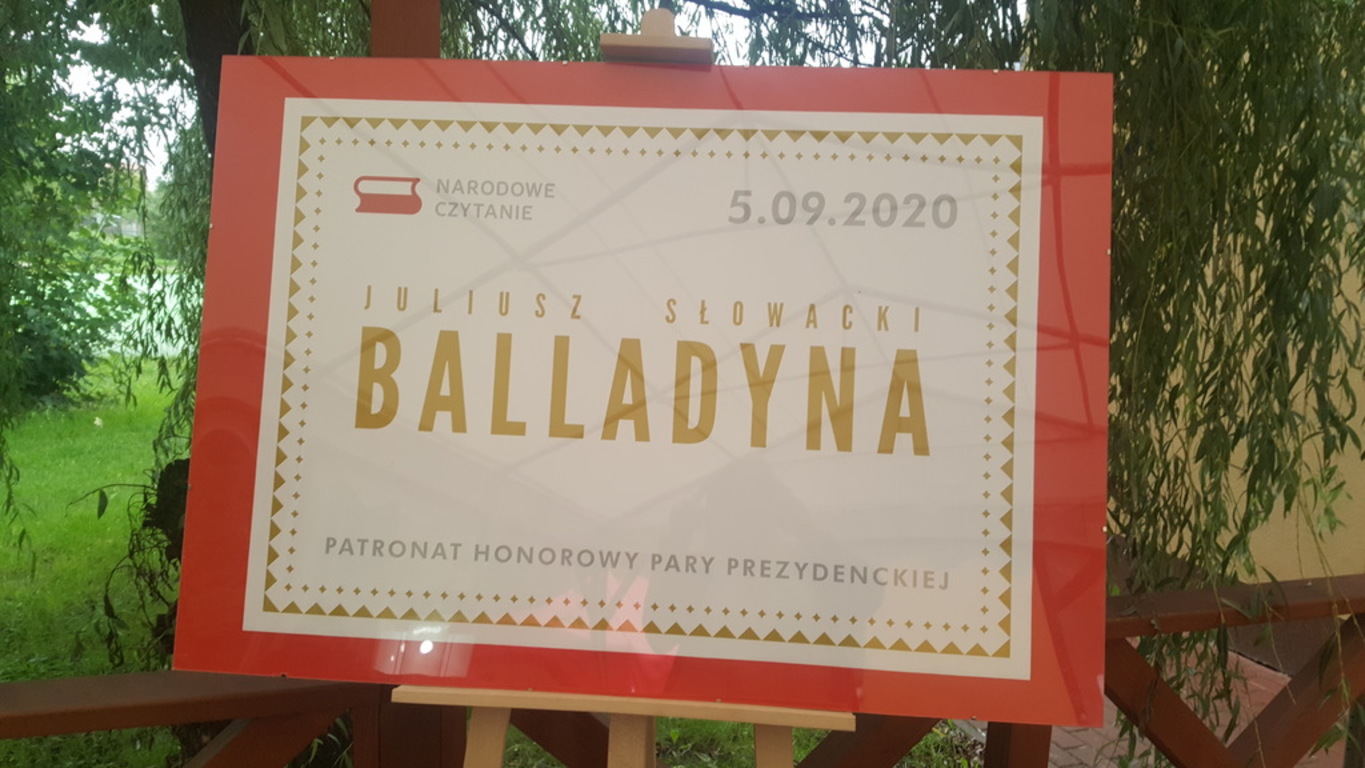 NARODOWE
CZYTANIE
5.09.2020
JULIUSZ SŁOWACKI
BALLADYNA
PATRONAT HONOROWY PARY PREZYDENCKIEJ